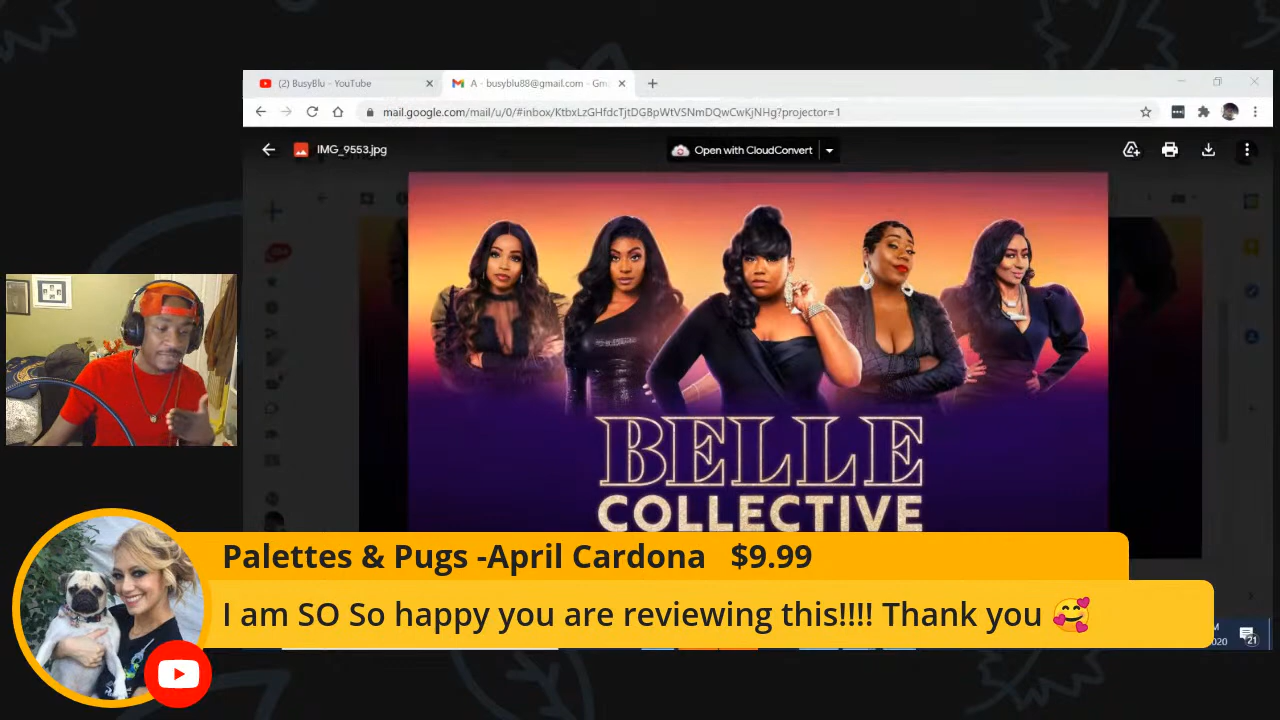 (2) BusyBlu - YouTube
A - busyblu88@gmail.com - Gm
mail.google.com/mail/u/0/#inbox/KtbxLzGHfdcTjtDGBpWtVSNmDQwCwKjNHg?projector=1
IMG_9553.jpg
Open with CloudConvert
BELLE
COLLECTIVE
Palettes & Pugs -April Cardona $9.99
I am SO So happy you are reviewing this!!!! Thank you 🥰
M
020
21